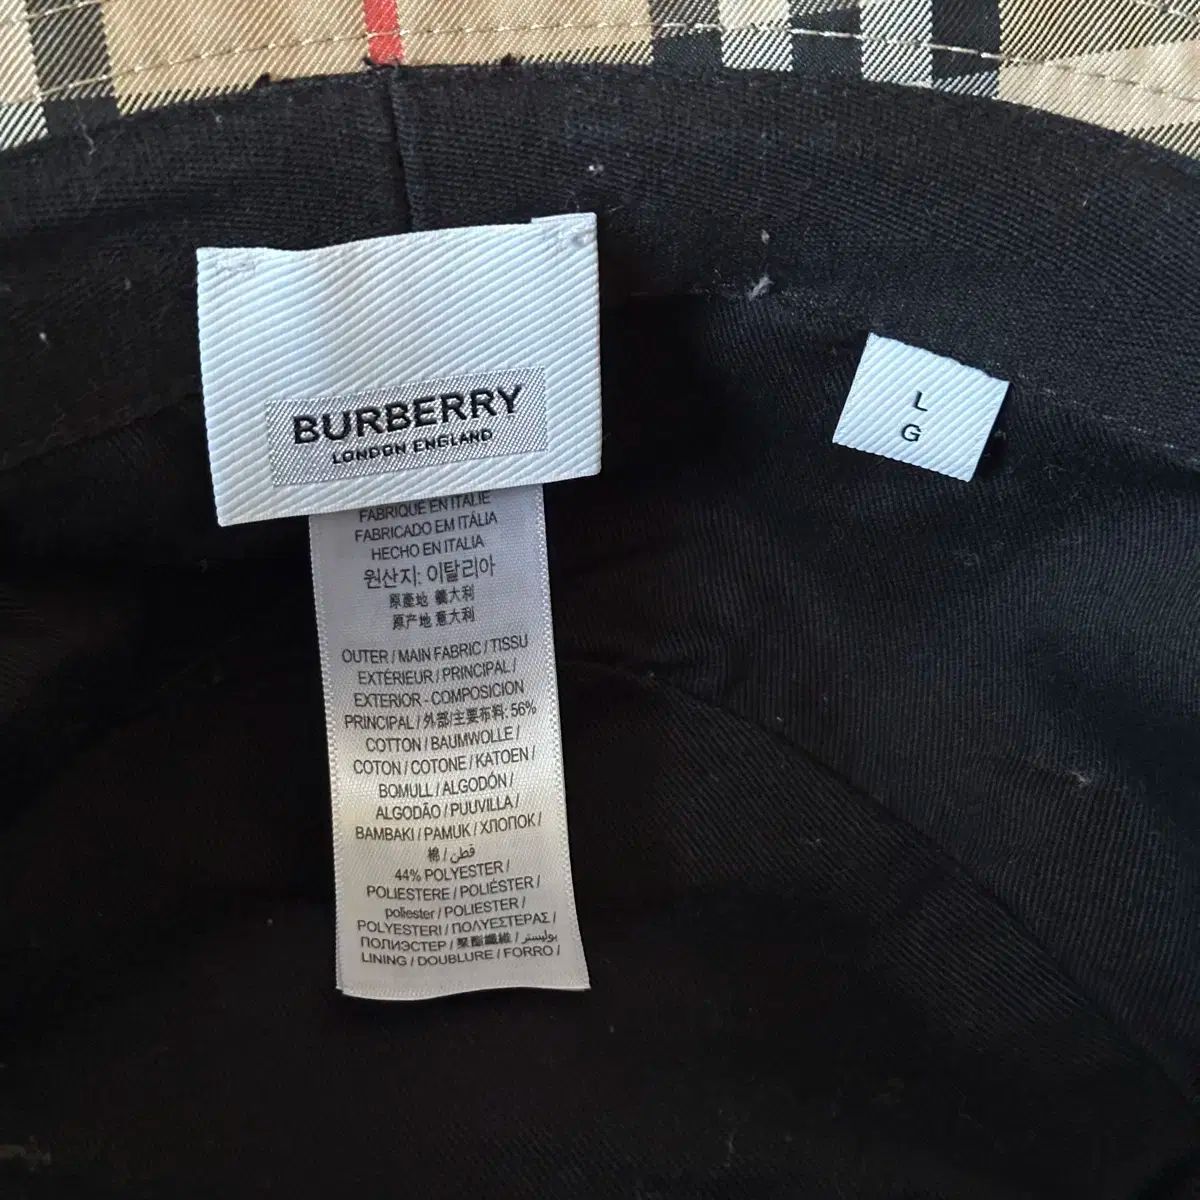 BURBERRY
LONDON ENGLAND
L
G
FABRIQUÉ EN ITALIE
FABRICADO EM ITÁLIA
HECHO EN ITALIA
원산지: 이탈리아
原產地 義大利
原产地 意大利
OUTER / MAIN FABRIC / TISSU
EXTÉRIEUR / PRINCIPAL /
EXTERIOR - COMPOSICION
PRINCIPAL / 外部/主要布料: 56%
COTTON / BAUMWOLLE /
COTON / COTONE / KATOEN /
BOMULL / ALGODÓN /
ALGODÃO / PUUVILLA /
BAMBAKI / PAMUK / ХЛОПОК /
棉 / قطن
44% POLYESTER /
POLIESTERE / POLIÉSTER /
poliester / POLIESTER /
POLYESTERI / ΠΟΛΥΕΣΤΕΡΑΣ /
ПОЛИЭСТЕР / 聚酯纖維 / بوليستر
LINING / DOUBLURE / FORRO /